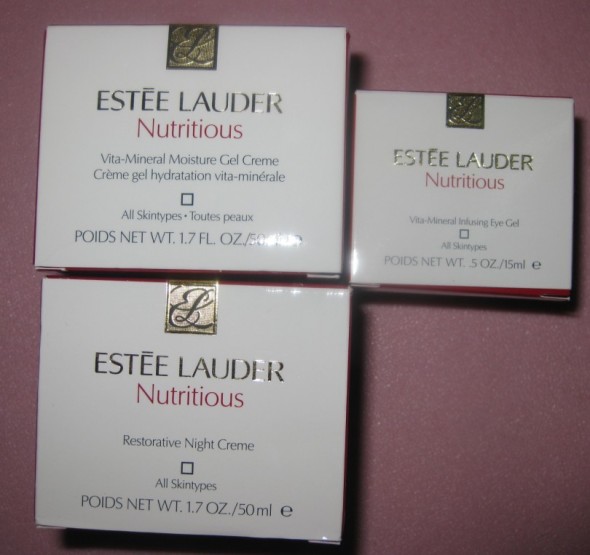 ESTĒE LAUDER
Nutritious
Vita-Mineral Moisture Gel Creme
Crème gel hydratation vita-minérale
All Skintypes • Toutes peaux
POIDS NET WT. 1.7 FL. OZ./50
ESTĒE LAUDER
Nutritious
Vita-Mineral Infusing Eye Gel
All Skintypes
POIDS NET WT. .5 OZ./15ml e
ESTĒE LAUDER
Nutritious
Restorative Night Creme
All Skintypes
POIDS NET WT. 1.7 OZ./50ml e